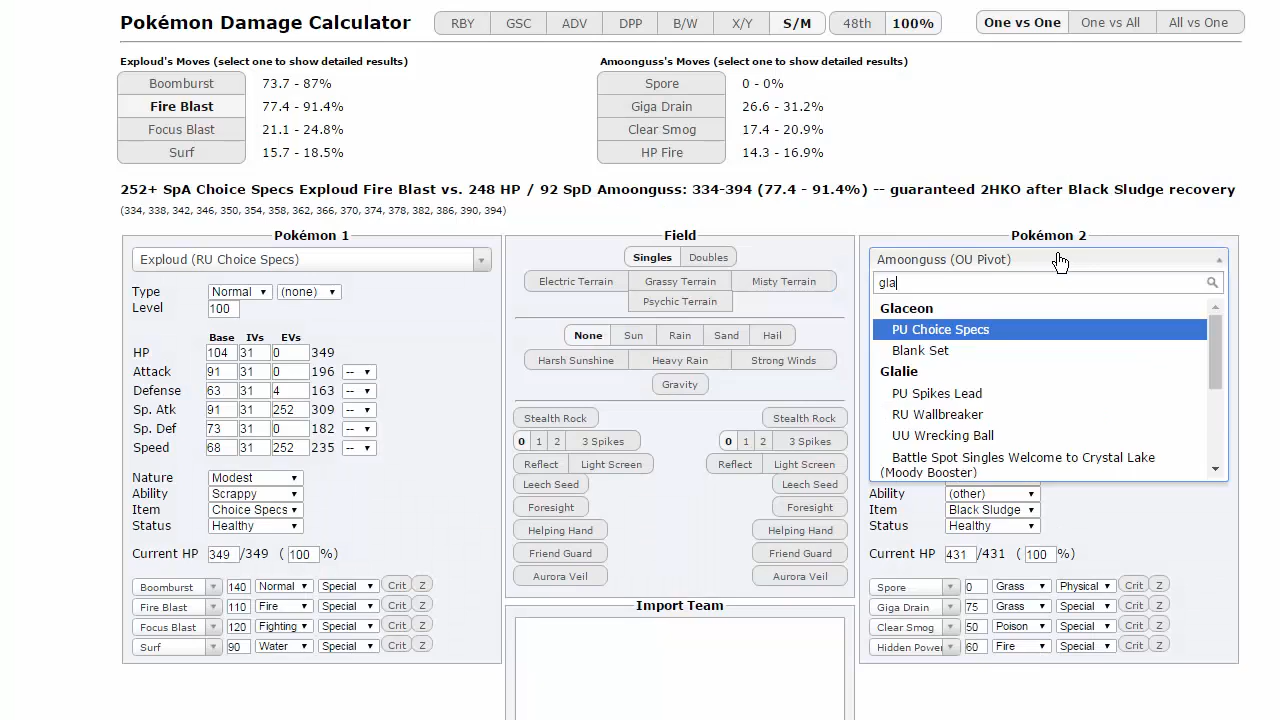 Pokémon Damage Calculator RBY GSC ADV DPP B/W X/Y S/M 48th 100% One vs One One vs All All vs One
Exploud's Moves (select one to show detailed results)
Boomburst 73.7 - 87%
Fire Blast 77.4 - 91.4%
Focus Blast 21.1 - 24.8%
Surf 15.7 - 18.5%
Amoonguss's Moves (select one to show detailed results)
Spore 0 - 0%
Giga Drain 26.6 - 31.2%
Clear Smog 17.4 - 20.9%
HP Fire 14.3 - 16.9%
252+ SpA Choice Specs Exploud Fire Blast vs. 248 HP / 92 SpD Amoonguss: 334-394 (77.4 - 91.4%) -- guaranteed 2HKO after Black Sludge recovery
(334, 338, 342, 346, 350, 354, 358, 362, 366, 370, 374, 378, 382, 386, 390, 394)
Pokémon 1
Exploud (RU Choice Specs)
Type Normal (none)
Level 100
Base IVs EVs
HP 104 31 0 349
Attack 91 31 0 196 --
Defense 63 31 4 163 --
Sp. Atk 91 31 252 309 --
Sp. Def 73 31 0 182 --
Speed 68 31 252 235 --
Nature Modest
Ability Scrappy
Item Choice Specs
Status Healthy
Current HP 349 /349 ( 100 %)
Boomburst 140 Normal Special Crit Z
Fire Blast 110 Fire Special Crit Z
Focus Blast 120 Fighting Special Crit Z
Surf 90 Water Special Crit Z
Field
Singles Doubles
Electric Terrain Grassy Terrain Misty Terrain
Psychic Terrain
None Sun Rain Sand Hail
Harsh Sunshine Heavy Rain Strong Winds
Gravity
Stealth Rock Stealth Rock
0 1 2 3 Spikes 0 1 2 3 Spikes
Reflect Light Screen Reflect Light Screen
Leech Seed Leech Seed
Foresight Foresight
Helping Hand Helping Hand
Friend Guard Friend Guard
Aurora Veil Aurora Veil
Import Team
Pokémon 2
Amoonguss (OU Pivot)
gla
Glaceon
PU Choice Specs
Blank Set
Glalie
PU Spikes Lead
RU Wallbreaker
UU Wrecking Ball
Battle Spot Singles Welcome to Crystal Lake
(Moody Booster)
Ability (other)
Item Black Sludge
Status Healthy
Current HP 431 /431 ( 100 %)
Spore 0 Grass Physical Crit Z
Giga Drain 75 Grass Special Crit Z
Clear Smog 50 Poison Special Crit Z
Hidden Power 60 Fire Special Crit Z